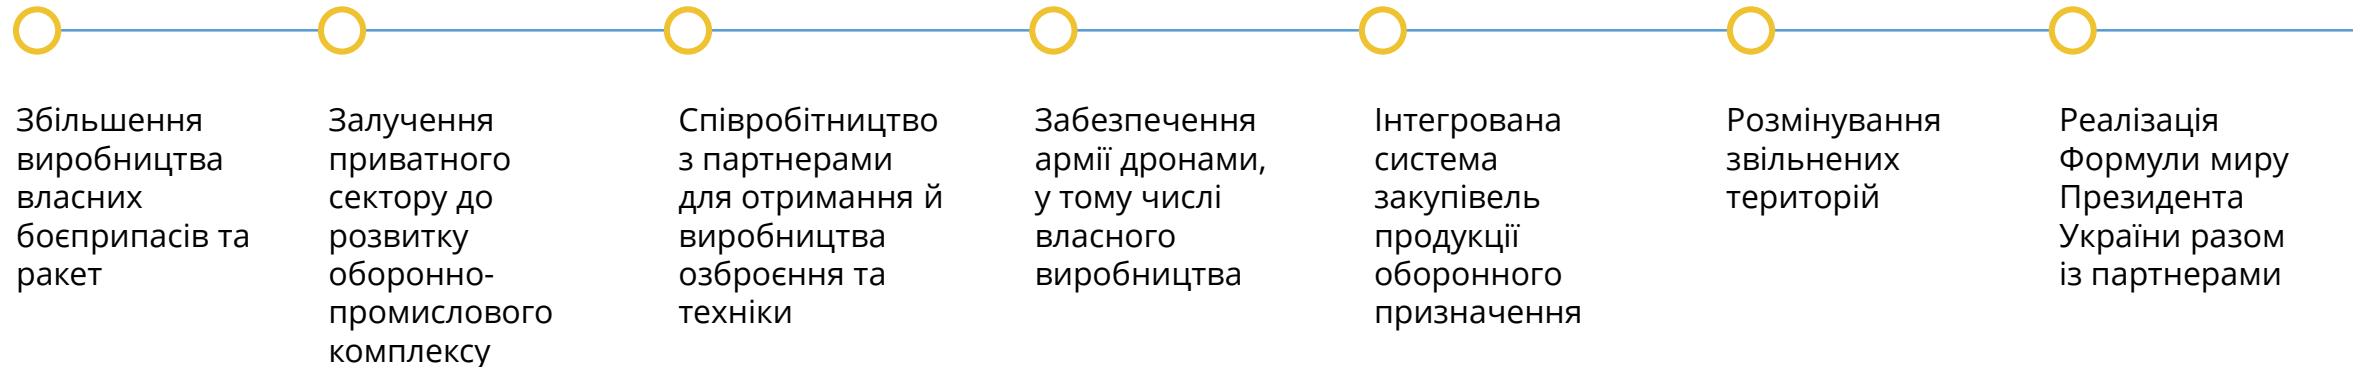 Збільшення
виробництва
власних
боєприпасів та
ракет
Залучення
приватного
сектору до
розвитку
оборонно-
промислового
комплексу
Співробітництво
з партнерами
для отримання й
виробництва
озброєння та
техніки
Забезпечення
армії дронами,
у тому числі
власного
виробництва
Інтегрована
система
закупівель
продукції
оборонного
призначення
Розмінування
звільнених
територій
Реалізація
Формули миру
Президента
України разом
із партнерами